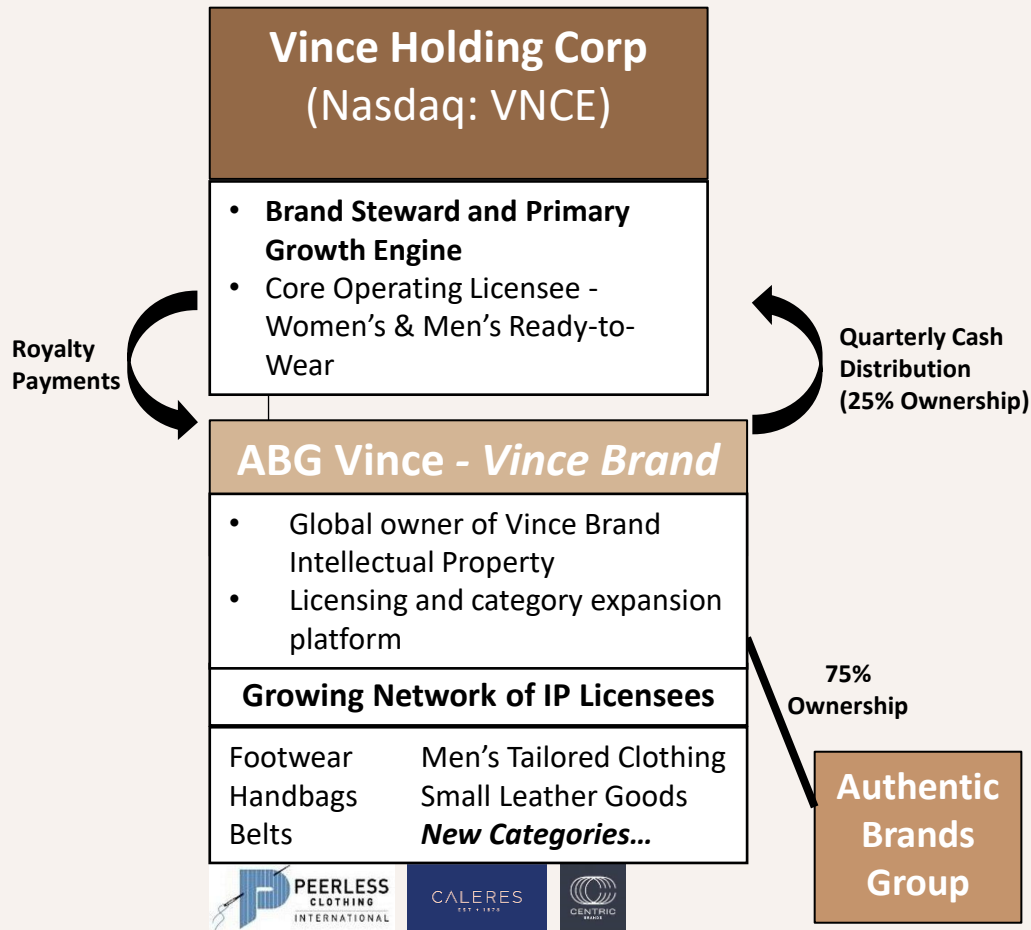 Vince Holding Corp
(Nasdaq: VNCE)
• Brand Steward and Primary
Growth Engine
• Core Operating Licensee -
Women’s & Men’s Ready-to-
Wear
Royalty
Payments
Quarterly Cash
Distribution
(25% Ownership)
ABG Vince - Vince Brand
• Global owner of Vince Brand
Intellectual Property
• Licensing and category expansion
platform
75%
Ownership
Growing Network of IP Licensees
Footwear Men’s Tailored Clothing
Handbags Small Leather Goods
Belts New Categories…
Authentic
Brands
Group
PEERLESS
CLOTHING
INTERNATIONAL
CALERES
EST • 1878
CENTRIC
BRANDS